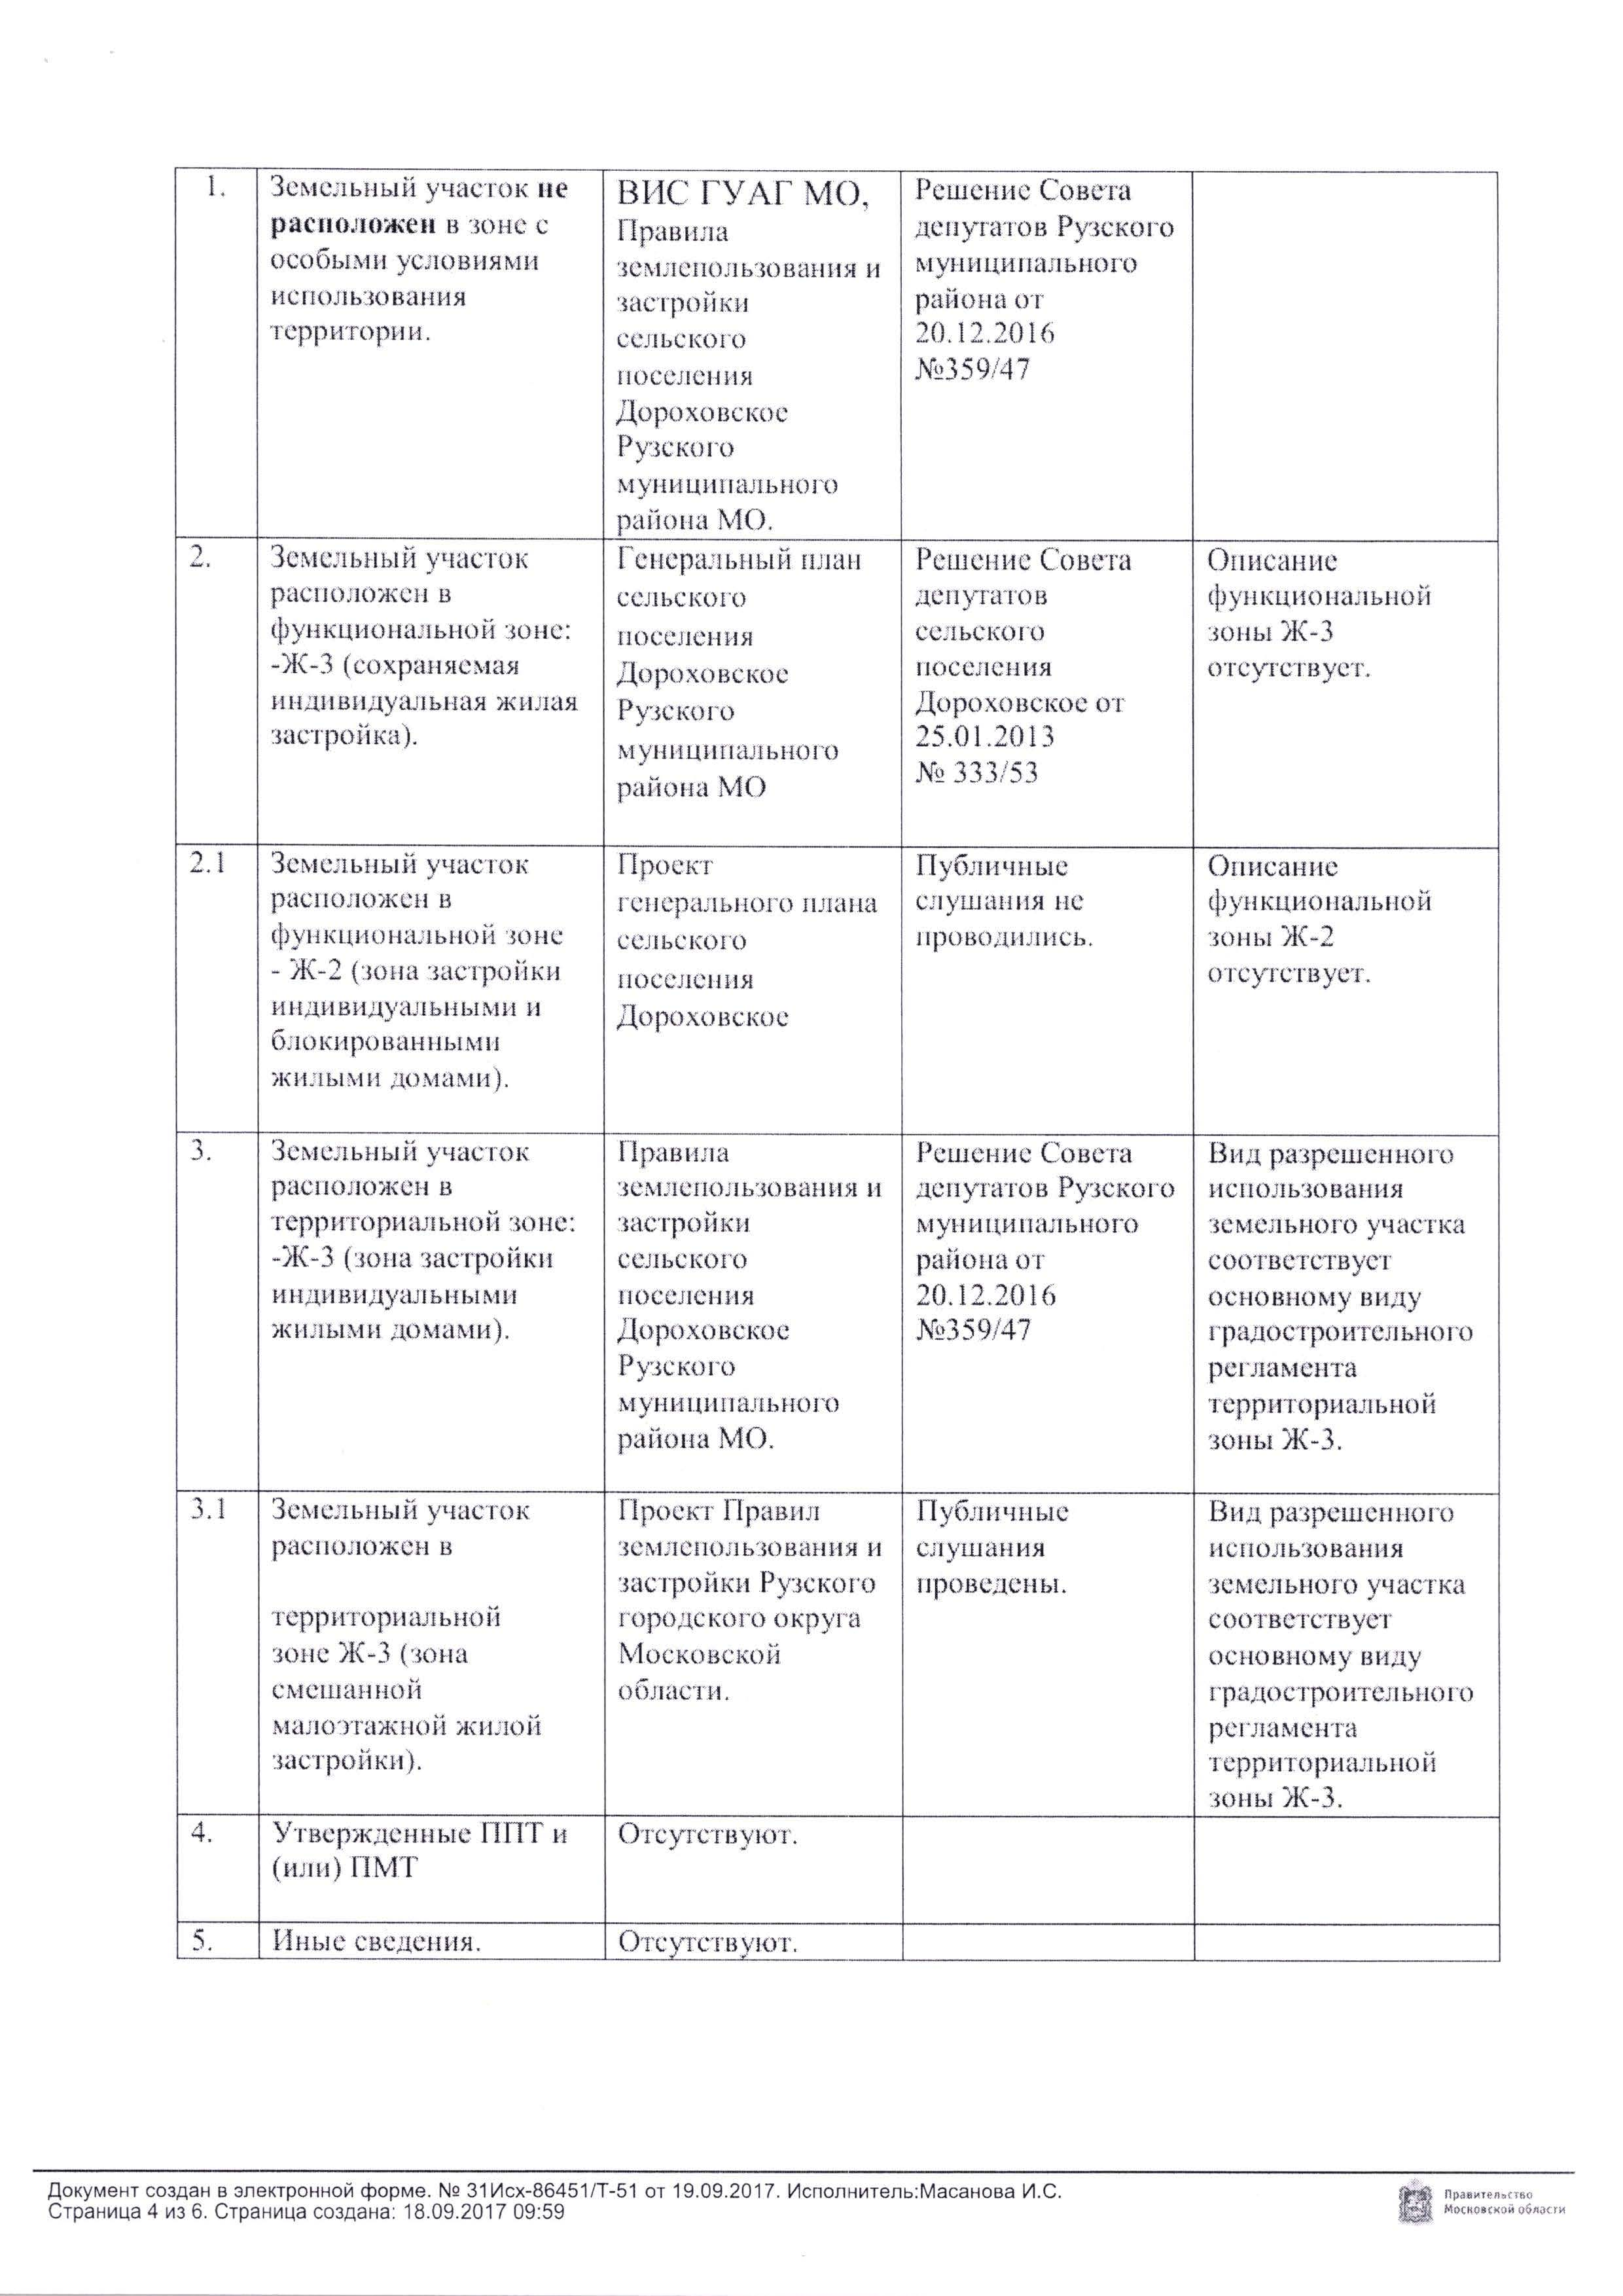 1.
Земельный участок не
расположен в зоне с
особыми условиями
использования
территории.
ВИС ГУАГ МО,
Правила
землепользования и
застройки
сельского
поселения
Дороховское
Рузского
муниципального
района МО.
Решение Совета
депутатов Рузского
муниципального
района от
20.12.2016
№359/47
2.
Земельный участок
расположен в
функциональной зоне:
-Ж-3 (сохраняемая
индивидуальная жилая
застройка).
Генеральный план
сельского
поселения
Дороховское
Рузского
муниципального
района МО
Решение Совета
депутатов
сельского
поселения
Дороховское от
25.01.2013
№ 333/53
Описание
функциональной
зоны Ж-3
отсутствует.
2.1
Земельный участок
расположен в
функциональной зоне
- Ж-2 (зона застройки
индивидуальными и
блокированными
жилыми домами).
Проект
генерального плана
сельского
поселения
Дороховское
Публичные
слушания не
проводились.
Описание
функциональной
зоны Ж-2
отсутствует.
3.
Земельный участок
расположен в
территориальной зоне:
-Ж-3 (зона застройки
индивидуальными
жилыми домами).
Правила
землепользования и
застройки
сельского
поселения
Дороховское
Рузского
муниципального
района МО.
Решение Совета
депутатов Рузского
муниципального
района от
20.12.2016
№359/47
Вид разрешенного
использования
земельного участка
соответствует
основному виду
градостроительного
регламента
территориальной
зоны Ж-3.
3.1
Земельный участок
расположен в
территориальной
зоне Ж-3 (зона
смешанной
малоэтажной жилой
застройки).
Проект Правил
землепользования и
застройки Рузского
городского округа
Московской
области.
Публичные
слушания
проведены.
Вид разрешенного
использования
земельного участка
соответствует
основному виду
градостроительного
регламента
территориальной
зоны Ж-3.
4.
Утвержденные ППТ и
(или) ПМТ
Отсутствуют.
5.
Иные сведения.
Отсутствуют.
Документ создан в электронной форме. № 31Исх-86451/Т-51 от 19.09.2017. Исполнитель:Масанова И.С.
Страница 4 из 6. Страница создана: 18.09.2017 09:59
Правительство
Московской области